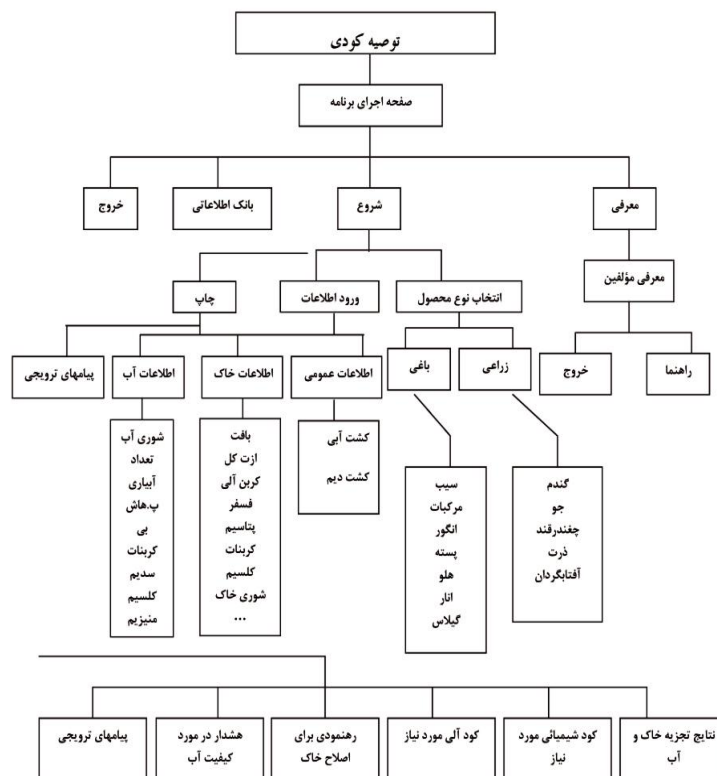 توصیه کودی
صفحه اجرای برنامه
معرفی
شروع
بانک اطلاعاتی
خروج
معرفی مؤلفین
انتخاب نوع محصول
ورود اطلاعات
چاپ
راهنما
خروج
زراعی
باغی
اطلاعات عمومی
اطلاعات خاک
اطلاعات آب
پیامهای ترویجی
گندم
جو
چغندرقند
ذرت
آفتابگردان
سیب
مرکبات
انگور
پسته
هلو
انار
گیلاس
کشت آبی
کشت دیم
بافت
ازت کل
کربن آلی
فسفر
پتاسیم
کربنات
کلسیم
شوری خاک
...
شوری آب
تعداد
آبیاری
پ.هاش
بی
کربنات
سدیم
کلسیم
منیزیم
نتایج تجزیه خاک و
آب
کود شیمیائی مورد
نیاز
کود آلی مورد نیاز
رهنمودی برای
اصلاح خاک
هشدار در مورد
کیفیت آب
پیامهای ترویجی